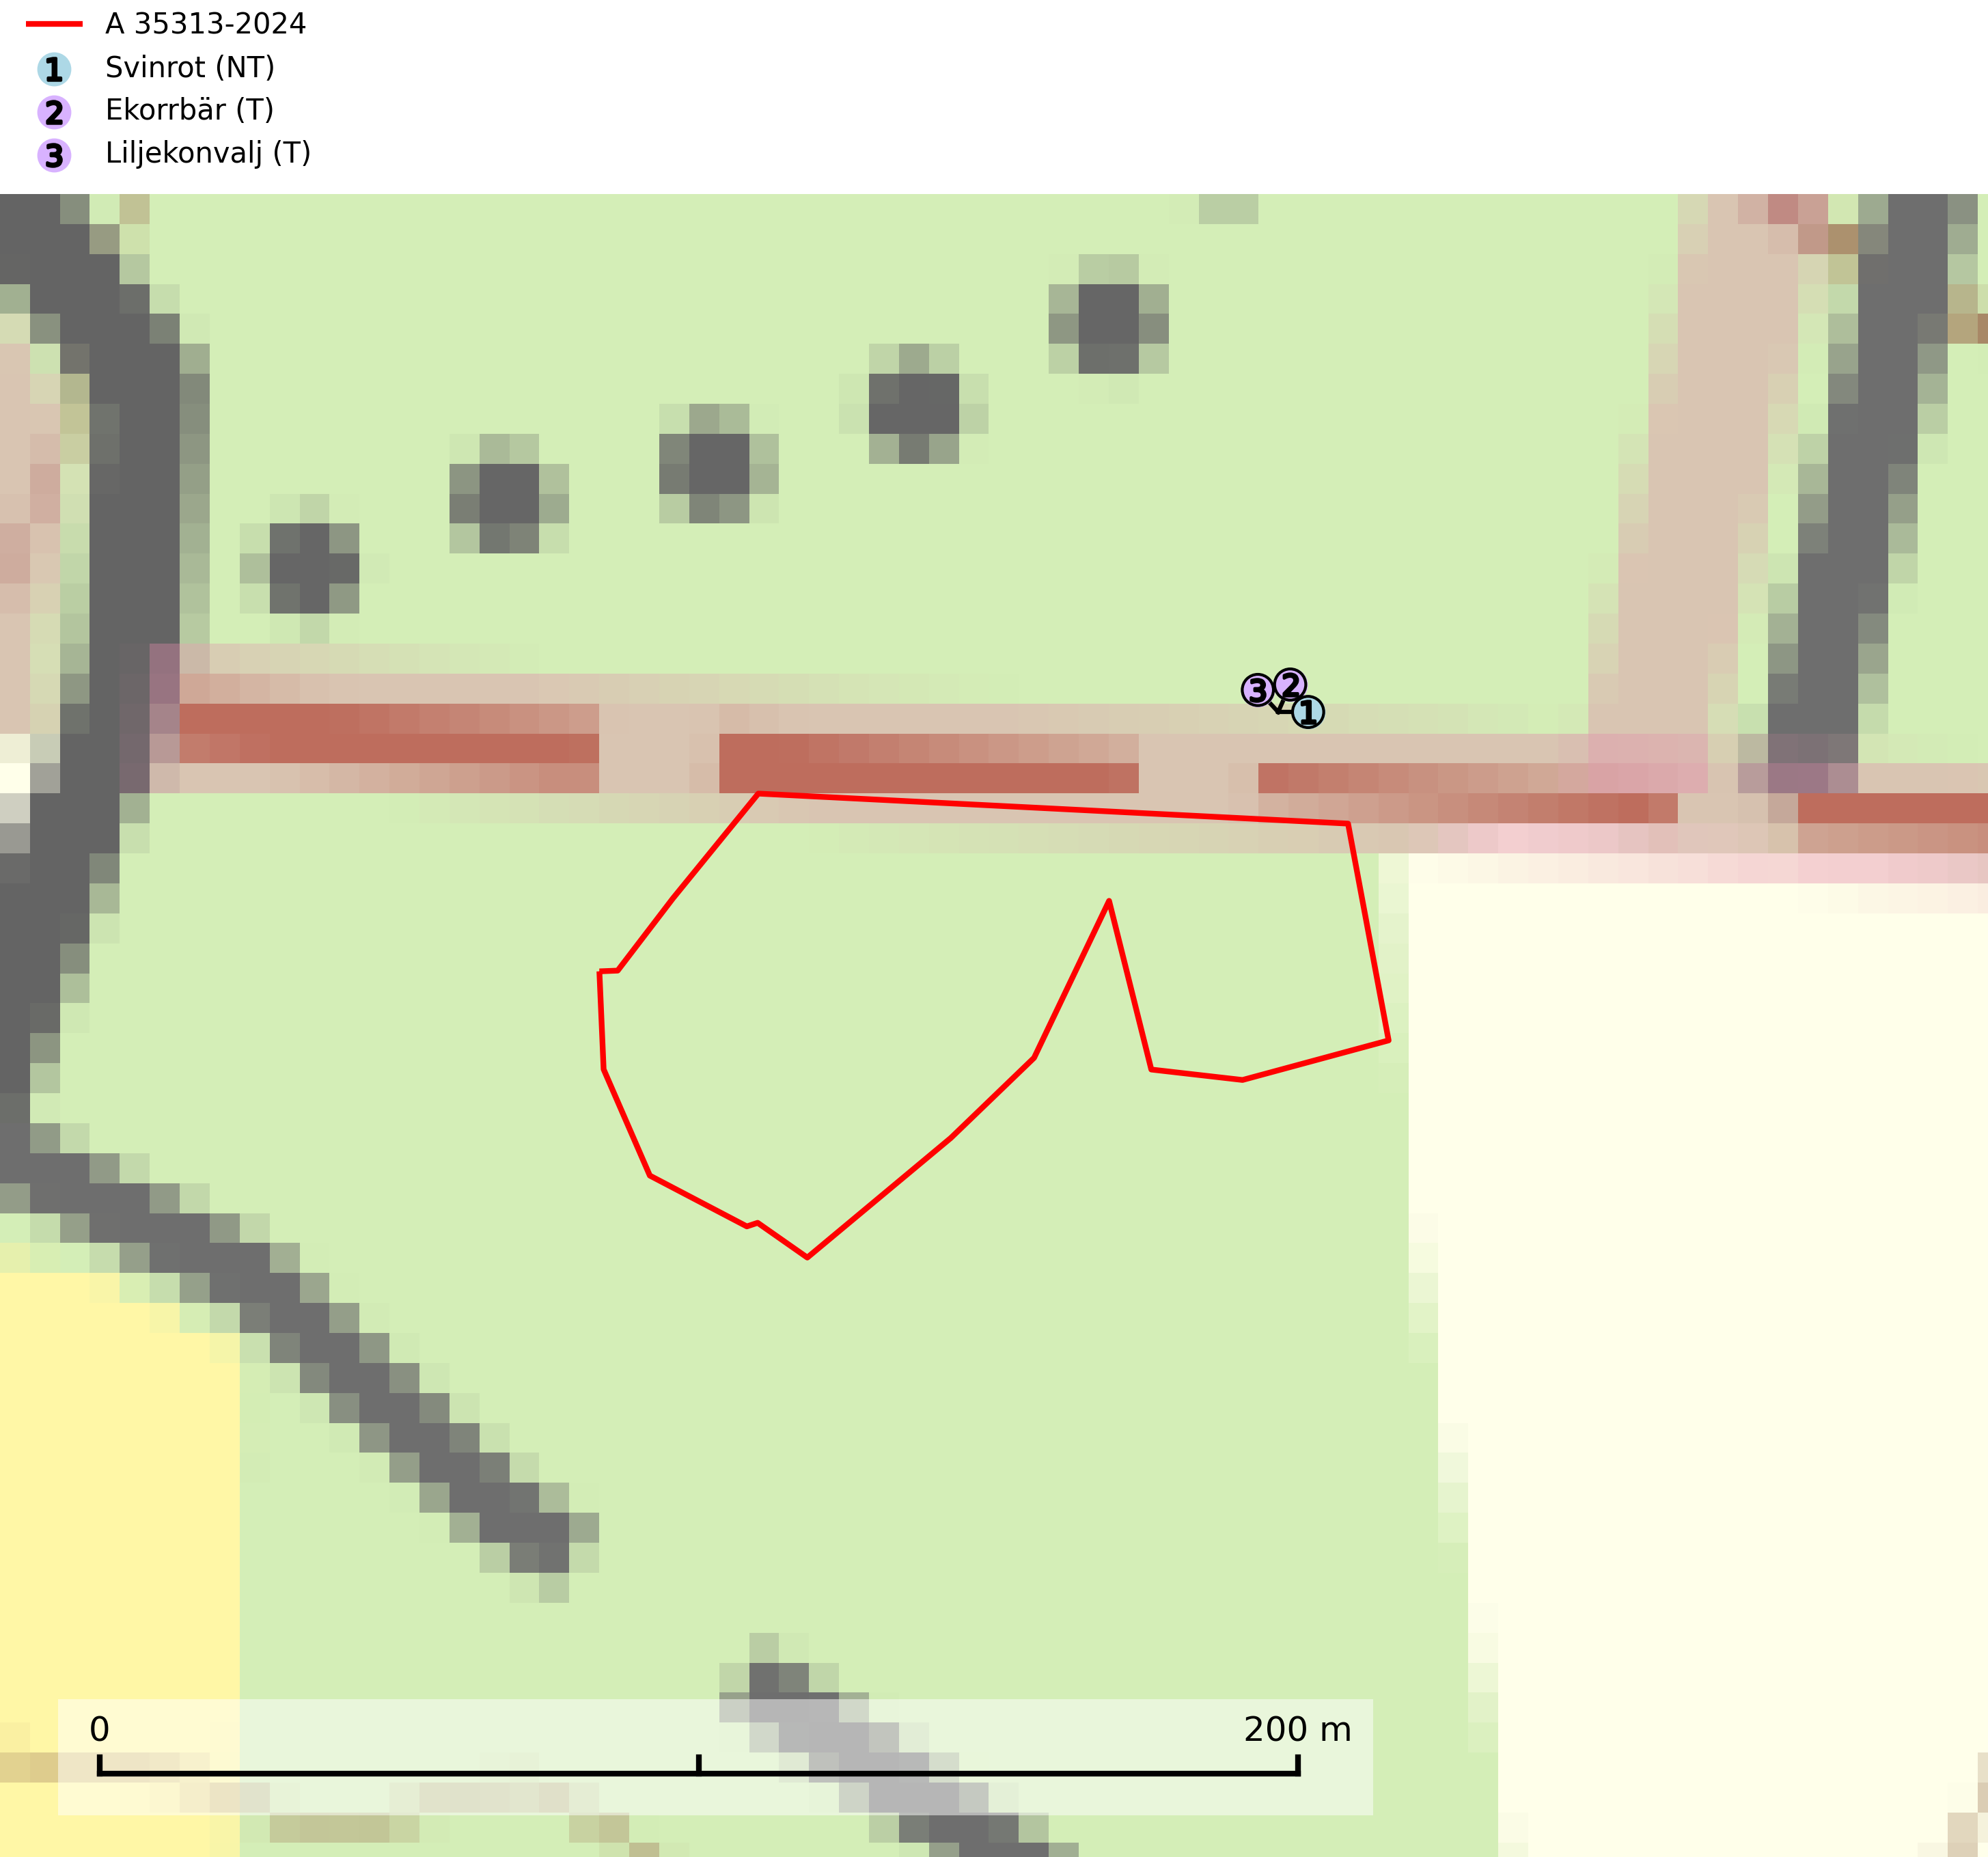 A 35313-2024
1 Svinrot (NT)
2 Ekorrbär (T)
3 Liljekonvalj (T)
3 2
1
0 200 m